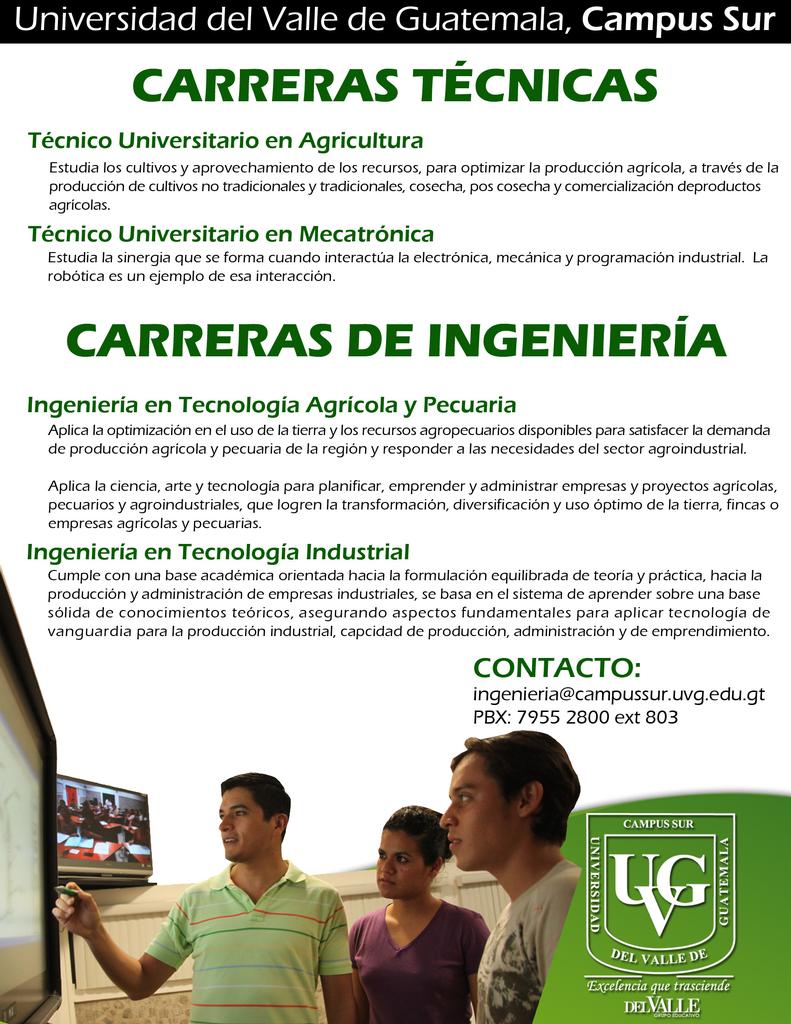 Universidad del Valle de Guatemala, Campus Sur
CARRERAS TÉCNICAS
Técnico Universitario en Agricultura
Estudia los cultivos y aprovechamiento de los recursos, para optimizar la producción agrícola, a través de la
producción de cultivos no tradicionales y tradicionales, cosecha, pos cosecha y comercialización deproductos
agrícolas.
Técnico Universitario en Mecatrónica
Estudia la sinergia que se forma cuando interactúa la electrónica, mecánica y programación industrial. La
robótica es un ejemplo de esa interacción.
CARRERAS DE INGENIERÍA
Ingeniería en Tecnología Agrícola y Pecuaria
Aplica la optimización en el uso de la tierra y los recursos agropecuarios disponibles para satisfacer la demanda
de producción agrícola y pecuaria de la región y responder a las necesidades del sector agroindustrial.
Aplica la ciencia, arte y tecnología para planificar, emprender y administrar empresas y proyectos agrícolas,
pecuarios y agroindustriales, que logren la transformación, diversificación y uso óptimo de la tierra, fincas o
empresas agrícolas y pecuarias.
Ingeniería en Tecnología Industrial
Cumple con una base académica orientada hacia la formulación equilibrada de teoría y práctica, hacia la
producción y administración de empresas industriales, se basa en el sistema de aprender sobre una base
sólida de conocimientos teóricos, asegurando aspectos fundamentales para aplicar tecnología de
vanguardia para la producción industrial, capcidad de producción, administración y de emprendimiento.
CONTACTO:
ingenieria@campussur.uvg.edu.gt
PBX: 7955 2800 ext 803
CAMPUS SUR
UNIVERSIDAD
UVG
GUATEMALA
DEL VALLE DE
Excelencia que trasciende
DEL VALLE
GRUPO EDUCATIVO